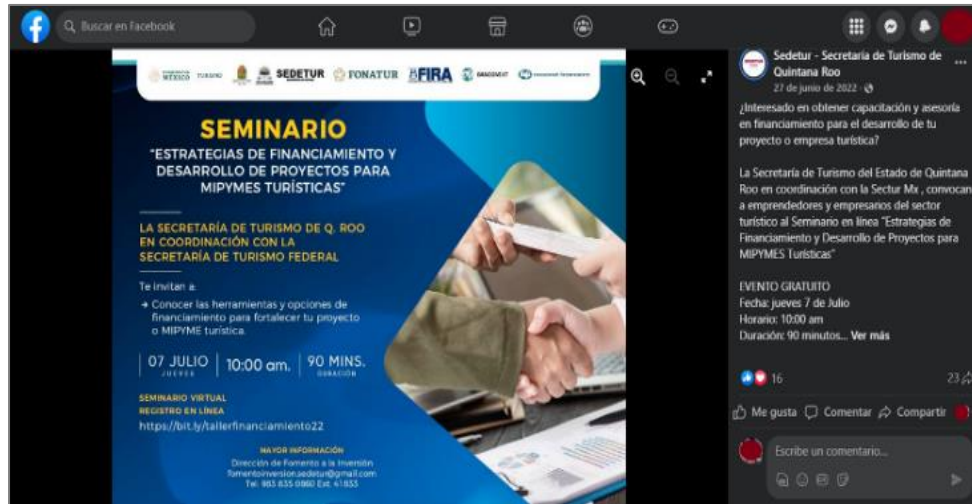 Buscar en Facebook
MÉXICO TURISMO SEDETUR FONATUR FIRA BANCOMEXT
SEMINARIO
"ESTRATEGIAS DE FINANCIAMIENTO Y
DESARROLLO DE PROYECTOS PARA
MIPYMES TURÍSTICAS"
LA SECRETARÍA DE TURISMO DE Q. ROO
EN COORDINACIÓN CON LA
SECRETARÍA DE TURISMO FEDERAL
Te invitan a:
→ Conocer las herramientas y opciones de
financiamiento para fortalecer tu proyecto
o MIPYME turística.
07 JULIO
JUEVES
10:00 am.
90 MINS.
DURACIÓN
SEMINARIO VIRTUAL
REGISTRO EN LÍNEA
https://bit.ly/tallerfinanciamiento22
MAYOR INFORMACIÓN
Dirección de Fomento a la Inversión
fomentoinversion.sedetur@gmail.com
Tel: 983 835 0860 Ext. 41833
Sedetur - Secretaría de Turismo de
Quintana Roo
27 de junio de 2022
¿Interesado en obtener capacitación y asesoría
en financiamiento para el desarrollo de tu
proyecto o empresa turística?
La Secretaría de Turismo del Estado de Quintana
Roo en coordinación con la Sectur Mx , convocan
a emprendedores y empresarios del sector
turístico al Seminario en línea "Estrategias de
Financiamiento y Desarrollo de Proyectos para
MIPYMES Turísticas"
EVENTO GRATUITO
Fecha: jueves 7 de Julio
Horario: 10:00 am
Duración: 90 minutos... Ver más
16
23
Me gusta Comentar Compartir
Escribe un comentario...